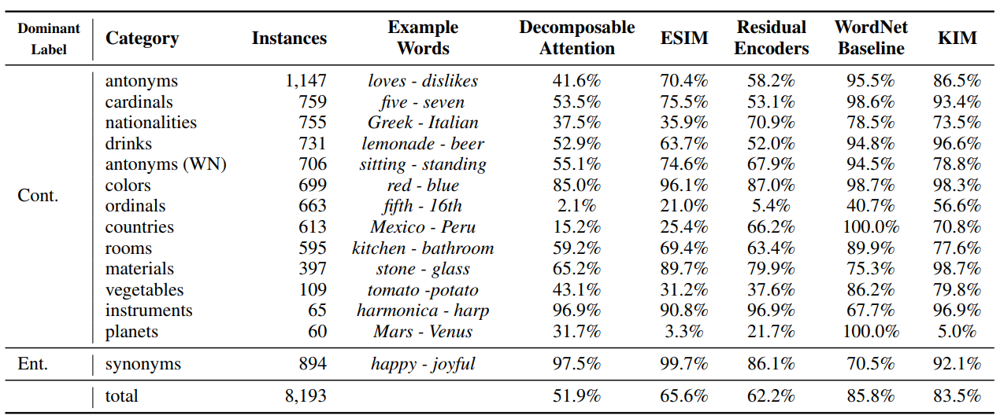 Dominant Label Category Instances Example Words Decomposable Attention ESIM Residual Encoders WordNet Baseline KIM
Cont.
antonyms 1,147 loves - dislikes 41.6% 70.4% 58.2% 95.5% 86.5%
cardinals 759 five - seven 53.5% 75.5% 53.1% 98.6% 93.4%
nationalities 755 Greek - Italian 37.5% 35.9% 70.9% 78.5% 73.5%
drinks 731 lemonade - beer 52.9% 63.7% 52.0% 94.8% 96.6%
antonyms (WN) 706 sitting - standing 55.1% 74.6% 67.9% 94.5% 78.8%
colors 699 red - blue 85.0% 96.1% 87.0% 98.7% 98.3%
ordinals 663 fifth - 16th 2.1% 21.0% 5.4% 40.7% 56.6%
countries 613 Mexico - Peru 15.2% 25.4% 66.2% 100.0% 70.8%
rooms 595 kitchen - bathroom 59.2% 69.4% 63.4% 89.9% 77.6%
materials 397 stone - glass 65.2% 89.7% 79.9% 75.3% 98.7%
vegetables 109 tomato -potato 43.1% 31.2% 37.6% 86.2% 79.8%
instruments 65 harmonica - harp 96.9% 90.8% 96.9% 67.7% 96.9%
planets 60 Mars - Venus 31.7% 3.3% 21.7% 100.0% 5.0%
Ent. synonyms 894 happy - joyful 97.5% 99.7% 86.1% 70.5% 92.1%
total 8,193 51.9% 65.6% 62.2% 85.8% 83.5%